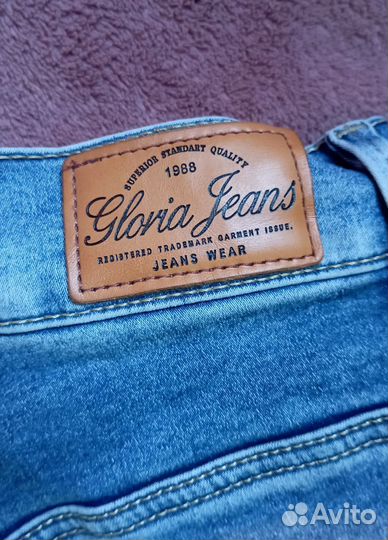 SUPERIOR STANDART QUALITY
1988
Gloria Jeans
REGISTERED TRADEMARK GARMENT ISSUE.
JEANS WEAR
Avito